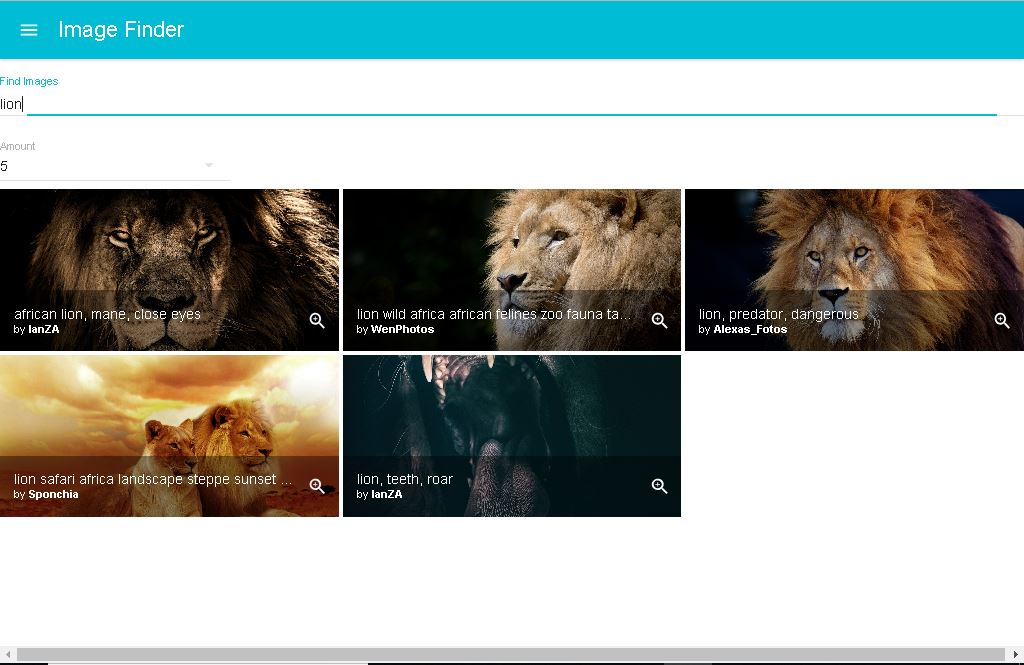 Image Finder
Find Images
lion
Amount
5
african lion, mane, close eyes
by IanZA
lion wild africa african felines zoo fauna ta...
by WenPhotos
lion, predator, dangerous
by Alexas_Fotos
lion safari africa landscape steppe sunset ...
by Sponchia
lion, teeth, roar
by IanZA